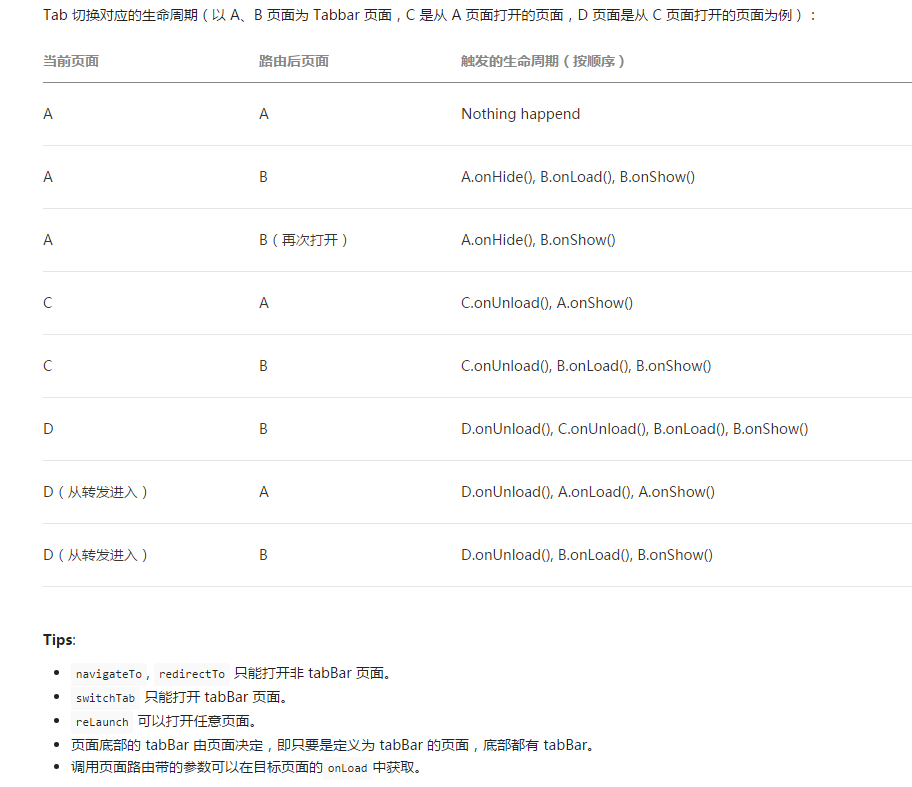 Tab 切换对应的生命周期（以 A、B 页面为 Tabbar 页面，C 是从 A 页面打开的页面，D 页面是从 C 页面打开的页面为例）：
当前页面 路由后页面 触发的生命周期（按顺序）
A A Nothing happend
A B A.onHide(), B.onLoad(), B.onShow()
A B（再次打开） A.onHide(), B.onShow()
C A C.onUnload(), A.onShow()
C B C.onUnload(), B.onLoad(), B.onShow()
D B D.onUnload(), C.onUnload(), B.onLoad(), B.onShow()
D（从转发进入） A D.onUnload(), A.onLoad(), A.onShow()
D（从转发进入） B D.onUnload(), B.onLoad(), B.onShow()
Tips:
• navigateTo, redirectTo 只能打开非 tabBar 页面。
• switchTab 只能打开 tabBar 页面。
• reLaunch 可以打开任意页面。
• 页面底部的 tabBar 由页面决定，即只要是定义为 tabBar 的页面，底部都有 tabBar。
• 调用页面路由带的参数可以在目标页面的 onLoad 中获取。